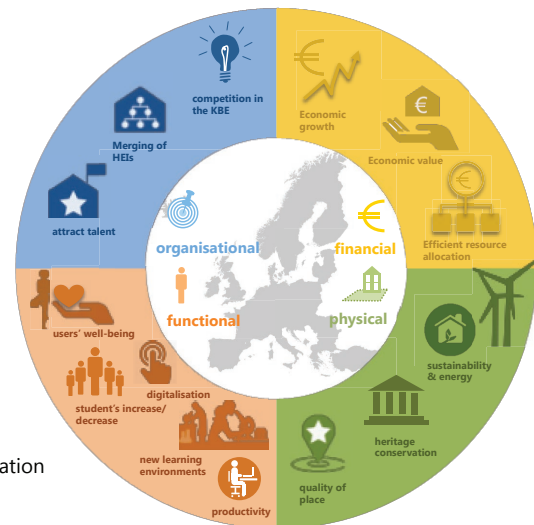 competition in
the KBE
Merging of
HEIs
attract talent
Economic
growth
Economic value
Efficient resource
allocation
organisational
financial
functional
physical
users' well-being
digitalisation
student's increase/
decrease
new learning
environments
productivity
sustainability
& energy
heritage
conservation
quality of
place
ation